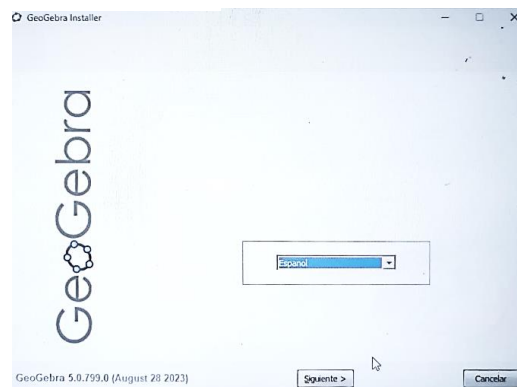 GeoGebra Installer
GeoGebra
Espanol
GeoGebra 5.0.799.0 (August 28 2023)
Siguiente >
Cancelar